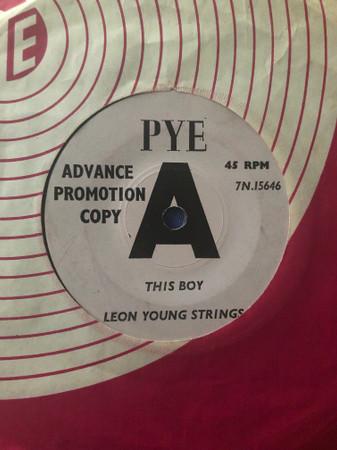 E
PYE
ADVANCE
PROMOTION
COPY
45 RPM
7N.15646
A
THIS BOY
LEON YOUNG STRINGS